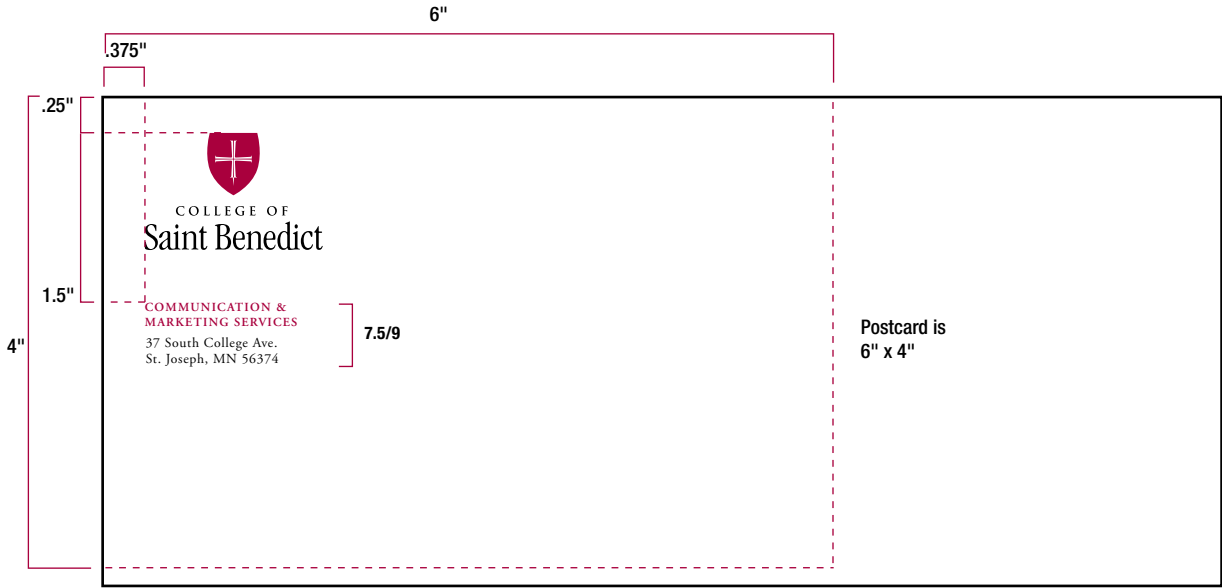 6"
.375"
.25"
COLLEGE OF
Saint Benedict
1.5"
COMMUNICATION &
MARKETING SERVICES
37 South College Ave.
St. Joseph, MN 56374
7.5/9
4"
Postcard is
6" x 4"